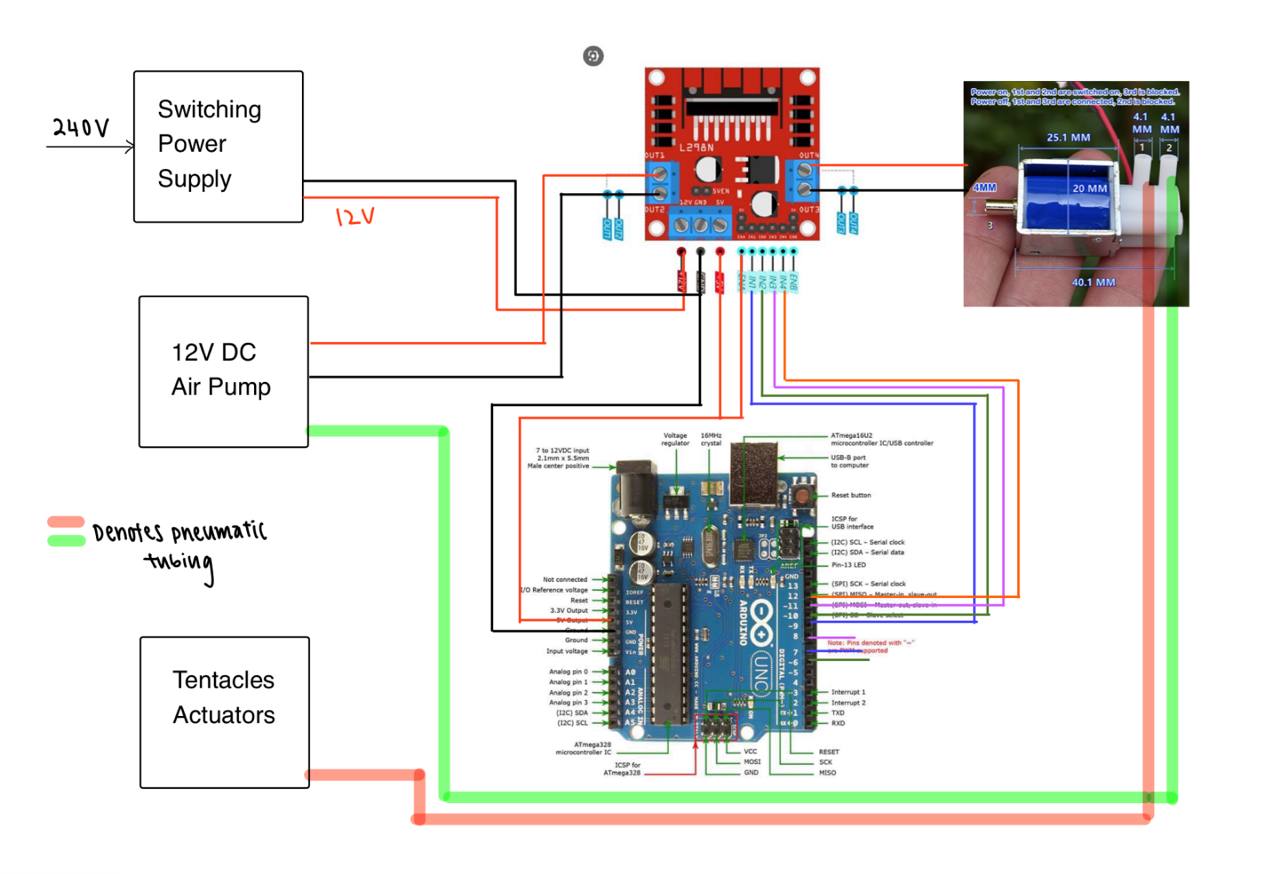 240V
Switching
Power
Supply
12V
12V DC
Air Pump
Denotes pneumatic
tubing
Tentacles
Actuators
L298N
OUT1
OUT2
OUT4
OUT3
5VEN
12V GND 5V
IN1
IN2
IN3
IN4
ENB
Power on, 1st and 2nd are switched on, 3rd is blocked.
Power off, 1st and 3rd are connected, 2nd is blocked.
25.1 MM
4.1
MM
4.1
MM
1
2
4MM
20 MM
3
40.1 MM
7 to 12VDC input
2.1mm x 5.5mm
Male center positive
Voltage
regulator
16MHz
crystal
ATmega16U2
microcontroller IC/USB controller
USB-B port
to computer
Reset button
ICSP for
USB interface
(I2C) SCL – Serial clock
(I2C) SDA – Serial data
Pin-13 LED
(SPI) SCK – Serial clock
(SPI) MISO – Master-in, slave-out
(SPI) MOSI – Master-out, slave-in
(SPI) SS – Slave select
Note: Pins denoted with "~"
are PWM supported
Interrupt 1
Interrupt 2
TXD
RXD
RESET
SCK
MISO
VCC
MOSI
GND
ICSP for
ATmega328
ATmega328
microcontroller IC
Not connected
I/O Reference voltage
Reset
3.3V Output
5V Output
Ground
Ground
Input voltage
Analog pin 0
Analog pin 1
Analog pin 2
Analog pin 3
(I2C) SDA
(I2C) SCL
IOREF
RESET
3.3V
5V
GND
GND
Vin
POWER
A0
A1
A2
A3
A4
A5
ANALOG IN
ARDUINO
UNO
AREF
GND
13
12
~11
~10
~9
8
7
~6
~5
4
~3
2